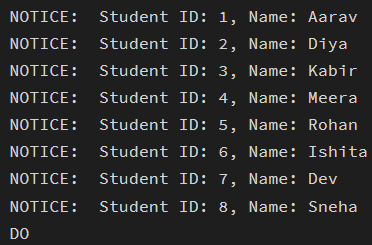 NOTICE:  Student ID: 1, Name: Aarav
NOTICE:  Student ID: 2, Name: Diya
NOTICE:  Student ID: 3, Name: Kabir
NOTICE:  Student ID: 4, Name: Meera
NOTICE:  Student ID: 5, Name: Rohan
NOTICE:  Student ID: 6, Name: Ishita
NOTICE:  Student ID: 7, Name: Dev
NOTICE:  Student ID: 8, Name: Sneha
DO